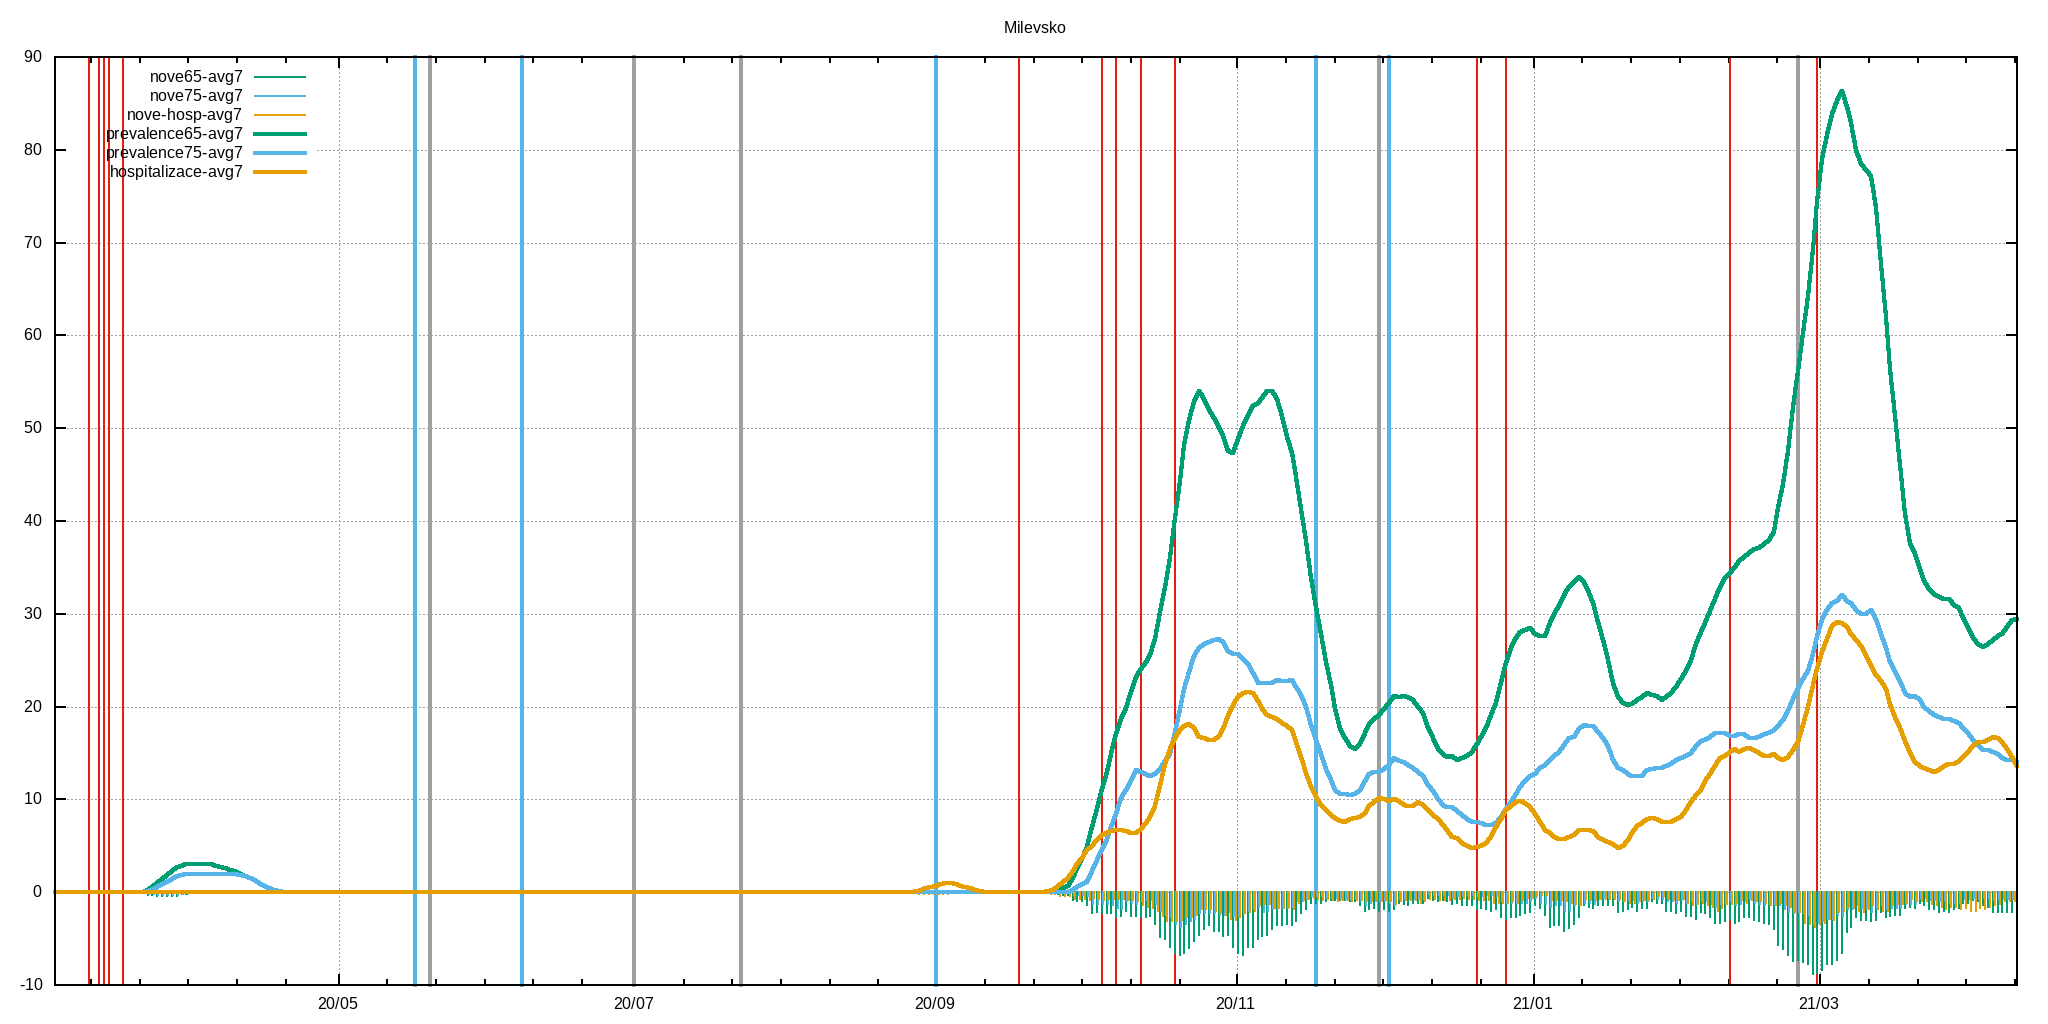 Milevsko
90
80
70
60
50
40
30
20
10
0
-10
nove65-avg7
nove75-avg7
nove-hosp-avg7
prevalence65-avg7
prevalence75-avg7
hospitalizace-avg7
20/05 20/07 20/09 20/11 21/01 21/03